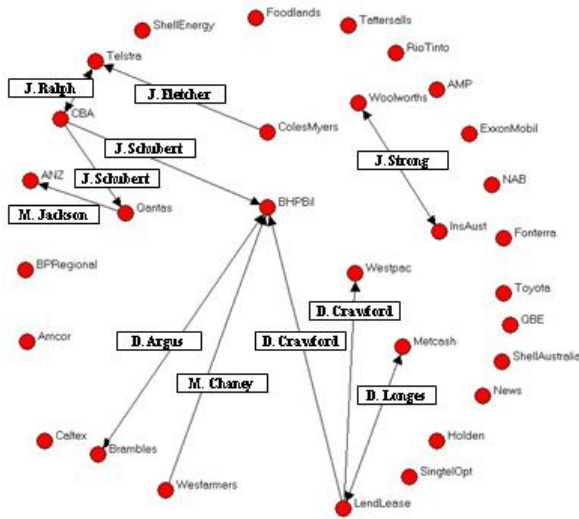 Foodlands
ShellEnergy
Tattersalls
Telstra
RioTinto
J. Ralph
J. Fletcher
AMP
Woolworths
CBA
ColesMyers
ExxonMobil
J. Schubert
J. Strong
ANZ
J. Schubert
NAB
M. Jackson
Qantas
BHPBil
InsAust
Fonterra
BPRegional
Westpac
Toyota
D. Crawford
QBE
Amcor
D. Argus
D. Crawford
Metcash
ShellAustralia
M. Chaney
D. Longes
News
Caltex
Brambles
Holden
SingtelOpt
Wesfarmers
LendLease